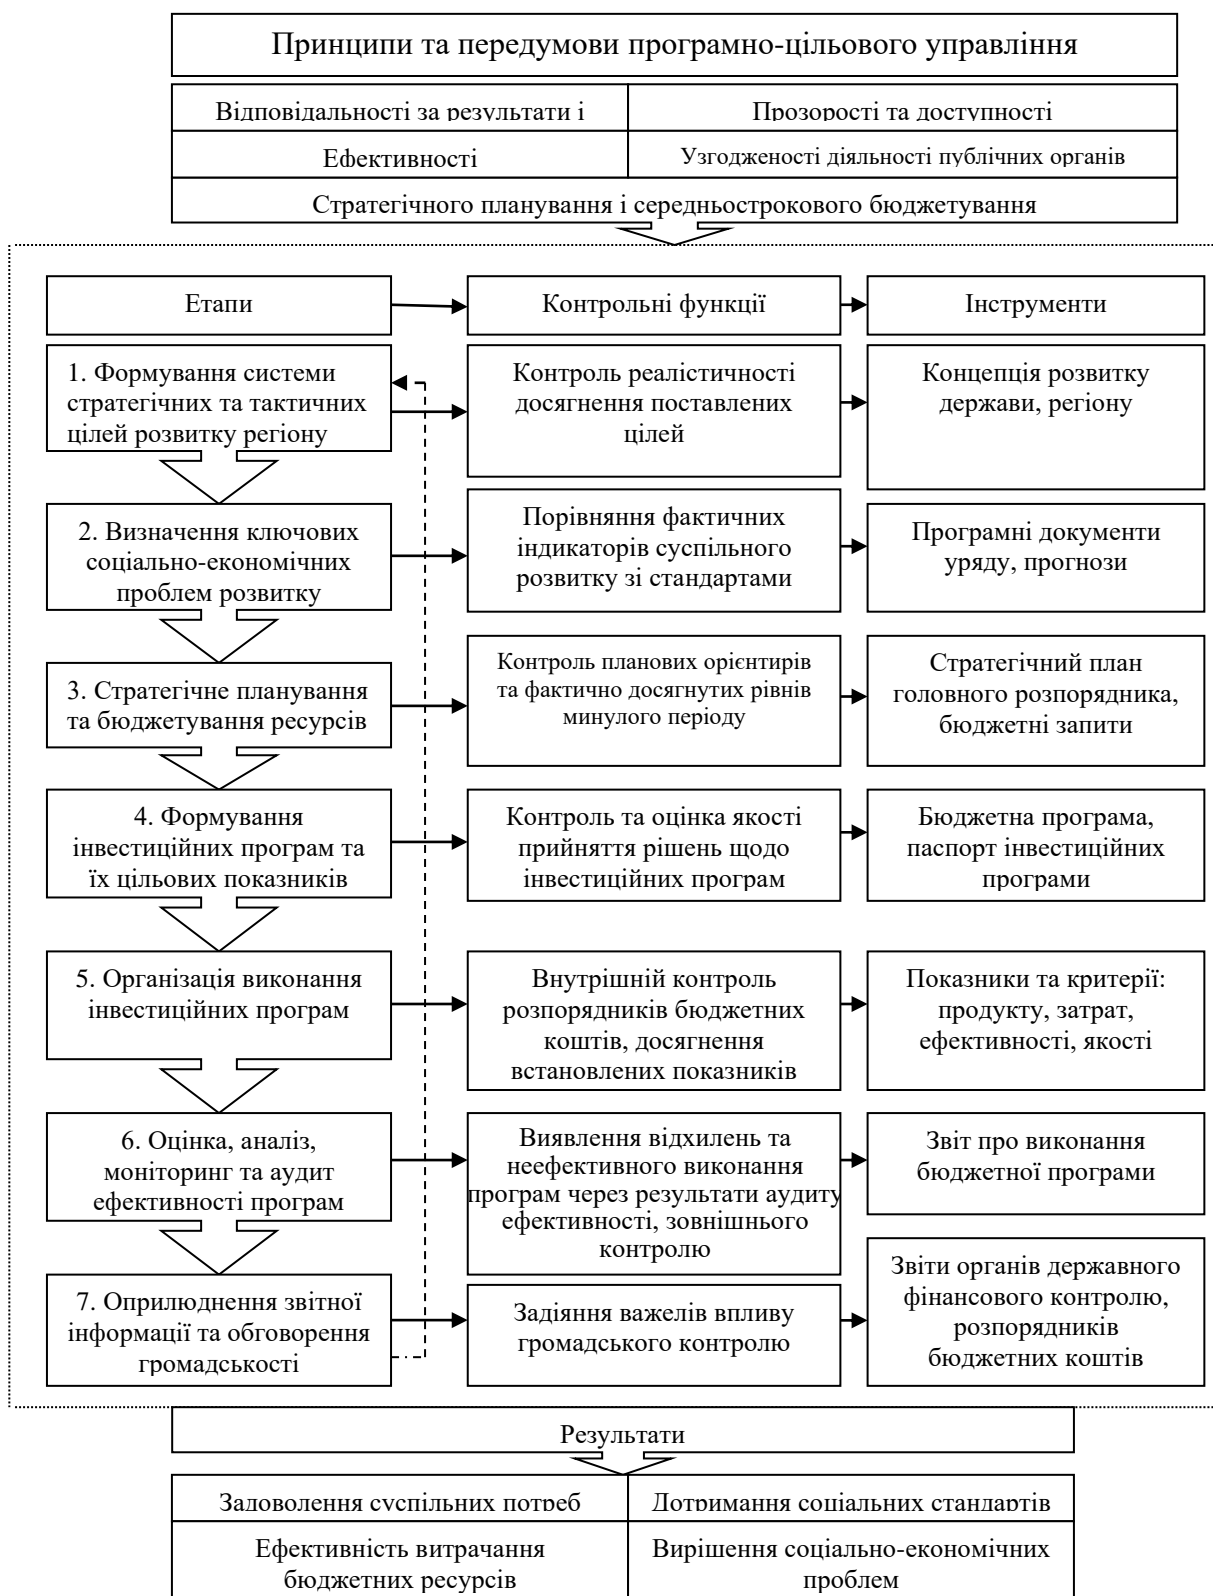 Принципи та передумови програмно-цільового управління
Відповідальності за результати і
Прозорості та доступності
Ефективності
Узгодженості діяльності публічних органів
Стратегічного планування і середньострокового бюджетування
Етапи
Контрольні функції
Інструменти
1. Формування системи
стратегічних та тактичних
цілей розвитку регіону
Контроль реалістичності
досягнення поставлених
цілей
Концепція розвитку
держави, регіону
2. Визначення ключових
соціально-економічних
проблем розвитку
Порівняння фактичних
індикаторів суспільного
розвитку зі стандартами
Програмні документи
уряду, прогнози
3. Стратегічне планування
та бюджетування ресурсів
Контроль планових орієнтирів
та фактично досягнутих рівнів
минулого періоду
Стратегічний план
головного розпорядника,
бюджетні запити
4. Формування
інвестиційних програм та
їх цільових показників
Контроль та оцінка якості
прийняття рішень щодо
інвестиційних програм
Бюджетна програма,
паспорт інвестиційних
програми
5. Організація виконання
інвестиційних програм
Внутрішній контроль
розпорядників бюджетних
коштів, досягнення
встановлених показників
Показники та критерії:
продукту, затрат,
ефективності, якості
6. Оцінка, аналіз,
моніторинг та аудит
ефективності програм
Виявлення відхилень та
неефективного виконання
програм через результати аудиту
ефективності, зовнішнього
контролю
Звіт про виконання
бюджетної програми
7. Оприлюднення звітної
інформації та обговорення
громадськості
Задіяння важелів впливу
громадського контролю
Звіти органів державного
фінансового контролю,
розпорядників
бюджетних коштів
Результати
Задоволення суспільних потреб
Дотримання соціальних стандартів
Ефективність витрачання
бюджетних ресурсів
Вирішення соціально-економічних
проблем